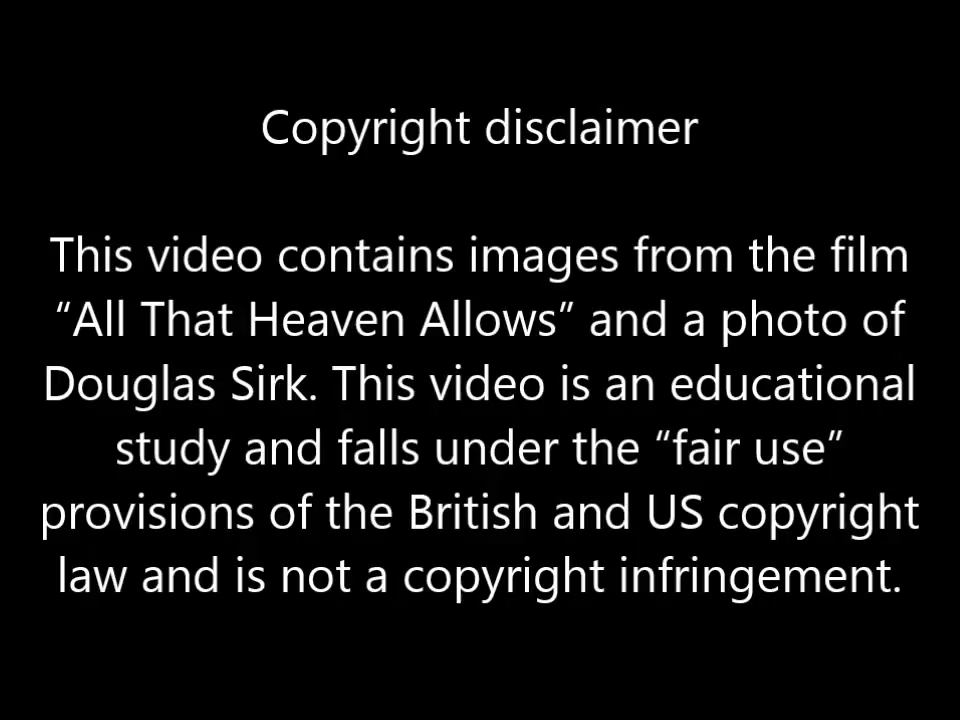 Copyright disclaimer
This video contains images from the film
“All That Heaven Allows” and a photo of
Douglas Sirk. This video is an educational
study and falls under the “fair use”
provisions of the British and US copyright
law and is not a copyright infringement.